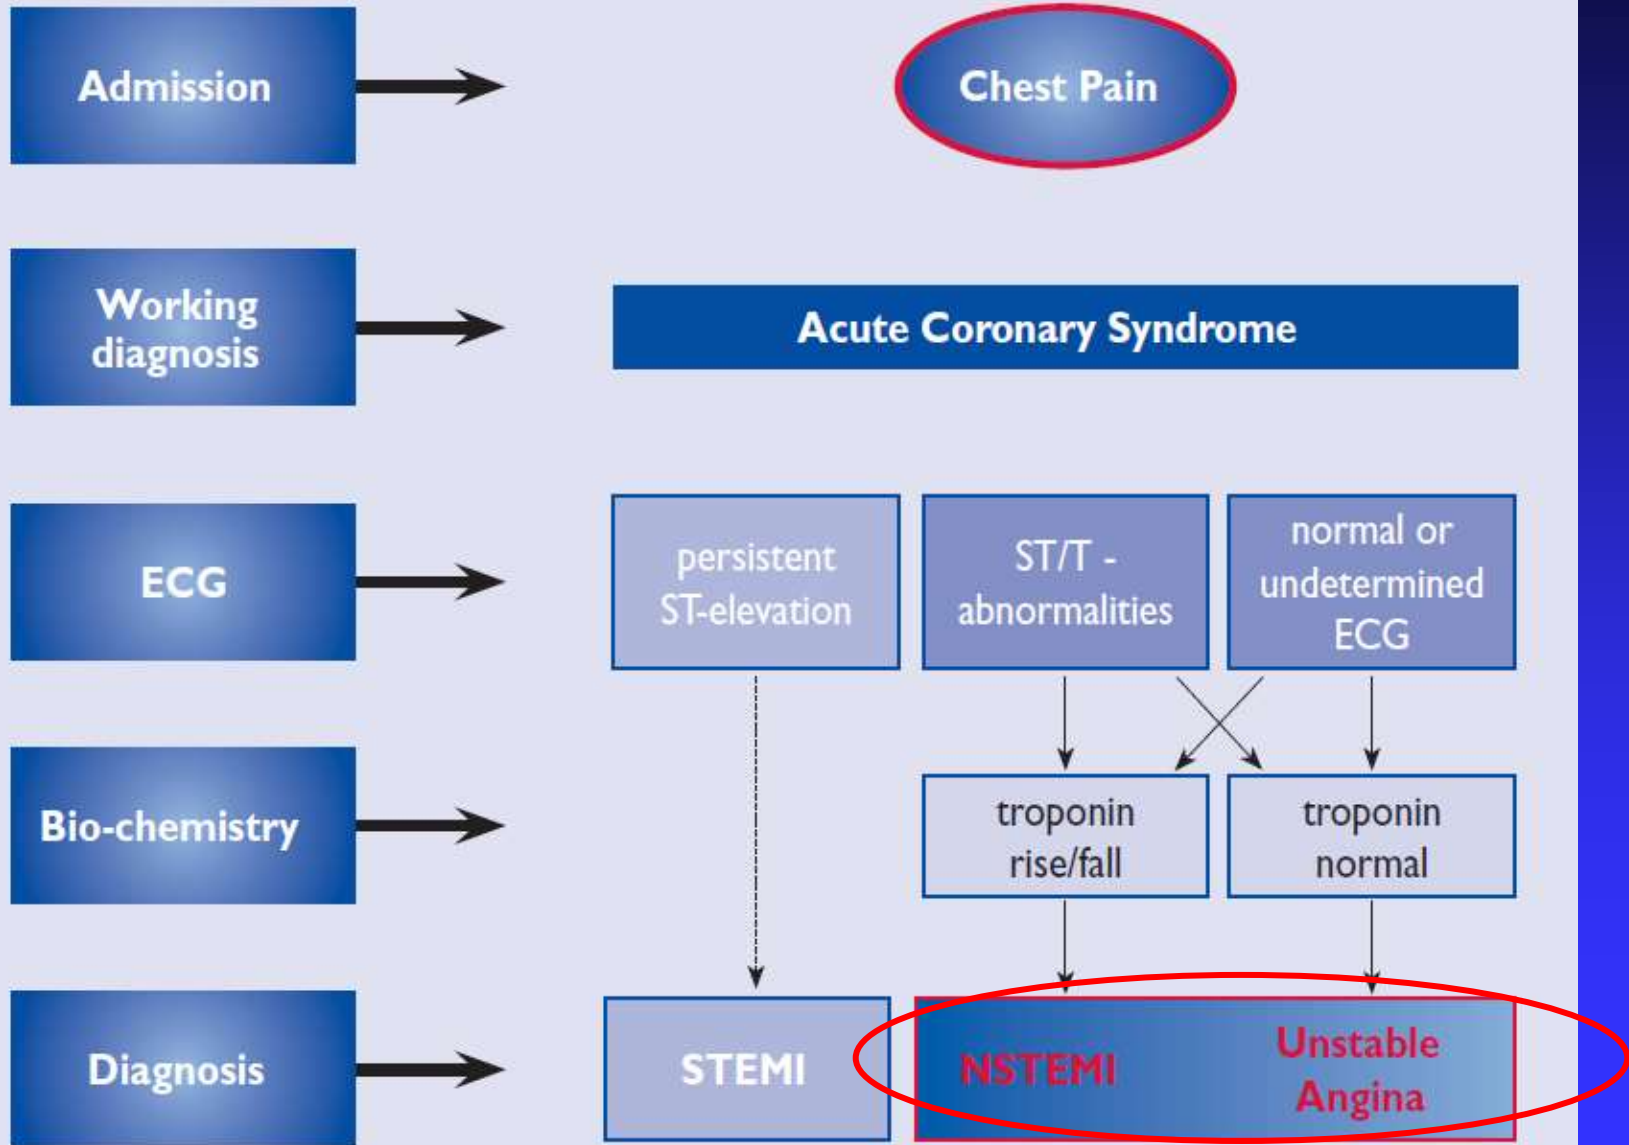 Admission
Chest Pain
Working
diagnosis
Acute Coronary Syndrome
ECG
persistent
ST-elevation
ST/T -
abnormalities
normal or
undetermined
ECG
Bio-chemistry
troponin
rise/fall
troponin
normal
Diagnosis
STEMI
NSTEMI
Unstable
Angina